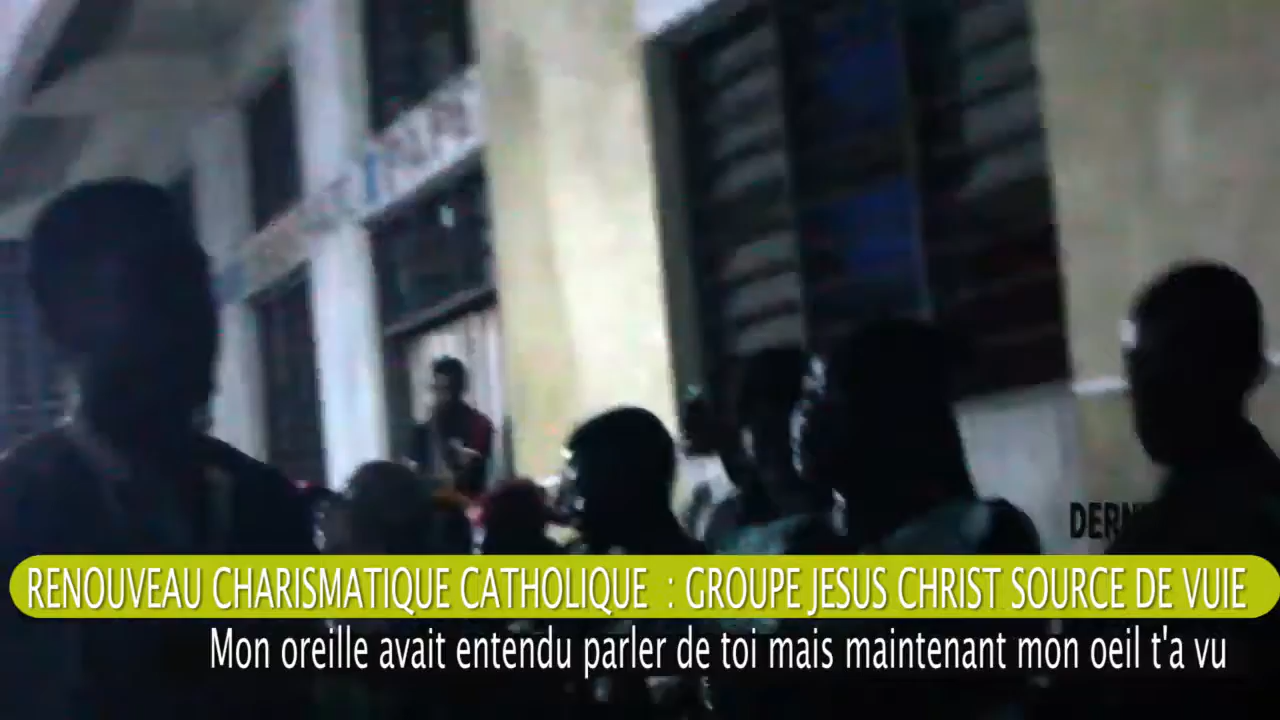 RENOUVEAU CHARISMATIQUE CATHOLIQUE : GROUPE JESUS CHRIST SOURCE DE VUIE
Mon oreille avait entendu parler de toi mais maintenant mon oeil t'a vu